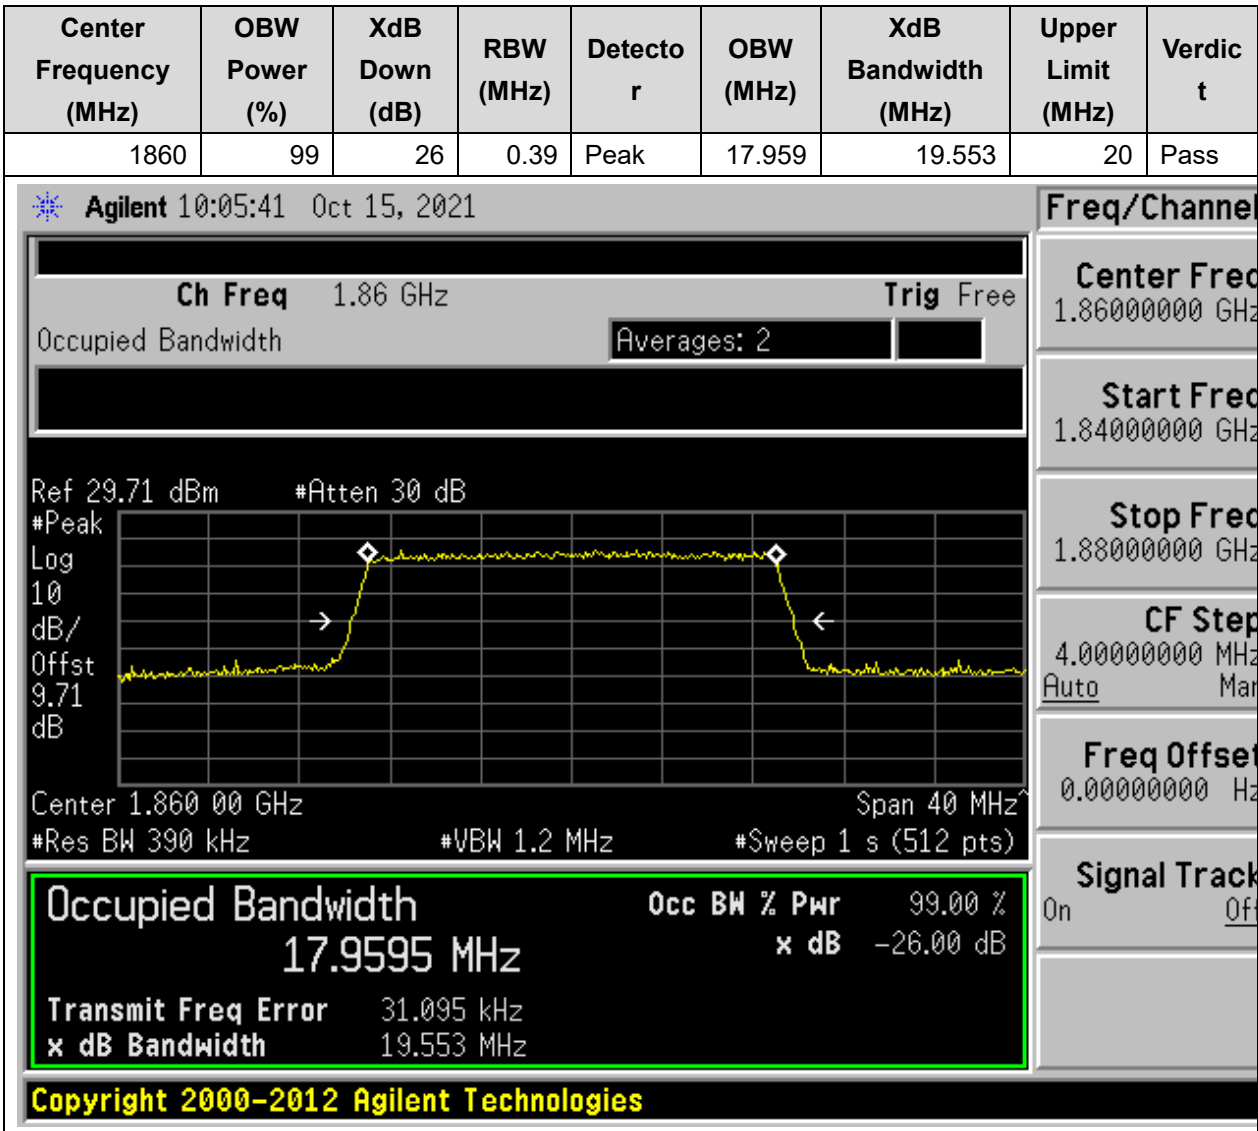 Center Frequency (MHz) OBW Power (%) XdB Down (dB) RBW (MHz) Detecto r OBW (MHz) XdB Bandwidth (MHz) Upper Limit (MHz) Verdic t
1860 99 26 0.39 Peak 17.959 19.553 20 Pass
Agilent 10:05:41 Oct 15, 2021
Freq/Channel
Ch Freq 1.86 GHz Trig Free
Occupied Bandwidth Averages: 2
Center Freq
1.86000000 GHz
Start Freq
1.84000000 GHz
Stop Freq
1.88000000 GHz
CF Step
4.00000000 MHz
Auto Man
Freq Offset
0.00000000 Hz
Signal Track
On Off
Ref 29.71 dBm #Atten 30 dB
#Peak
Log
10
dB/
Offst
9.71
dB
Center 1.860 00 GHz Span 40 MHz^
#Res BW 390 kHz #VBW 1.2 MHz #Sweep 1 s (512 pts)
Occupied Bandwidth Occ BW % Pwr 99.00 %
17.9595 MHz x dB -26.00 dB
Transmit Freq Error 31.095 kHz
x dB Bandwidth 19.553 MHz
Copyright 2000-2012 Agilent Technologies